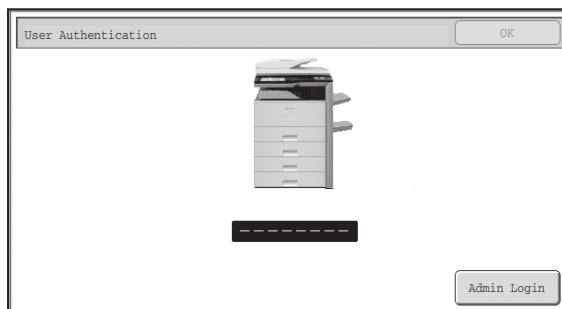 User Authentication
OK
--------
Admin Login